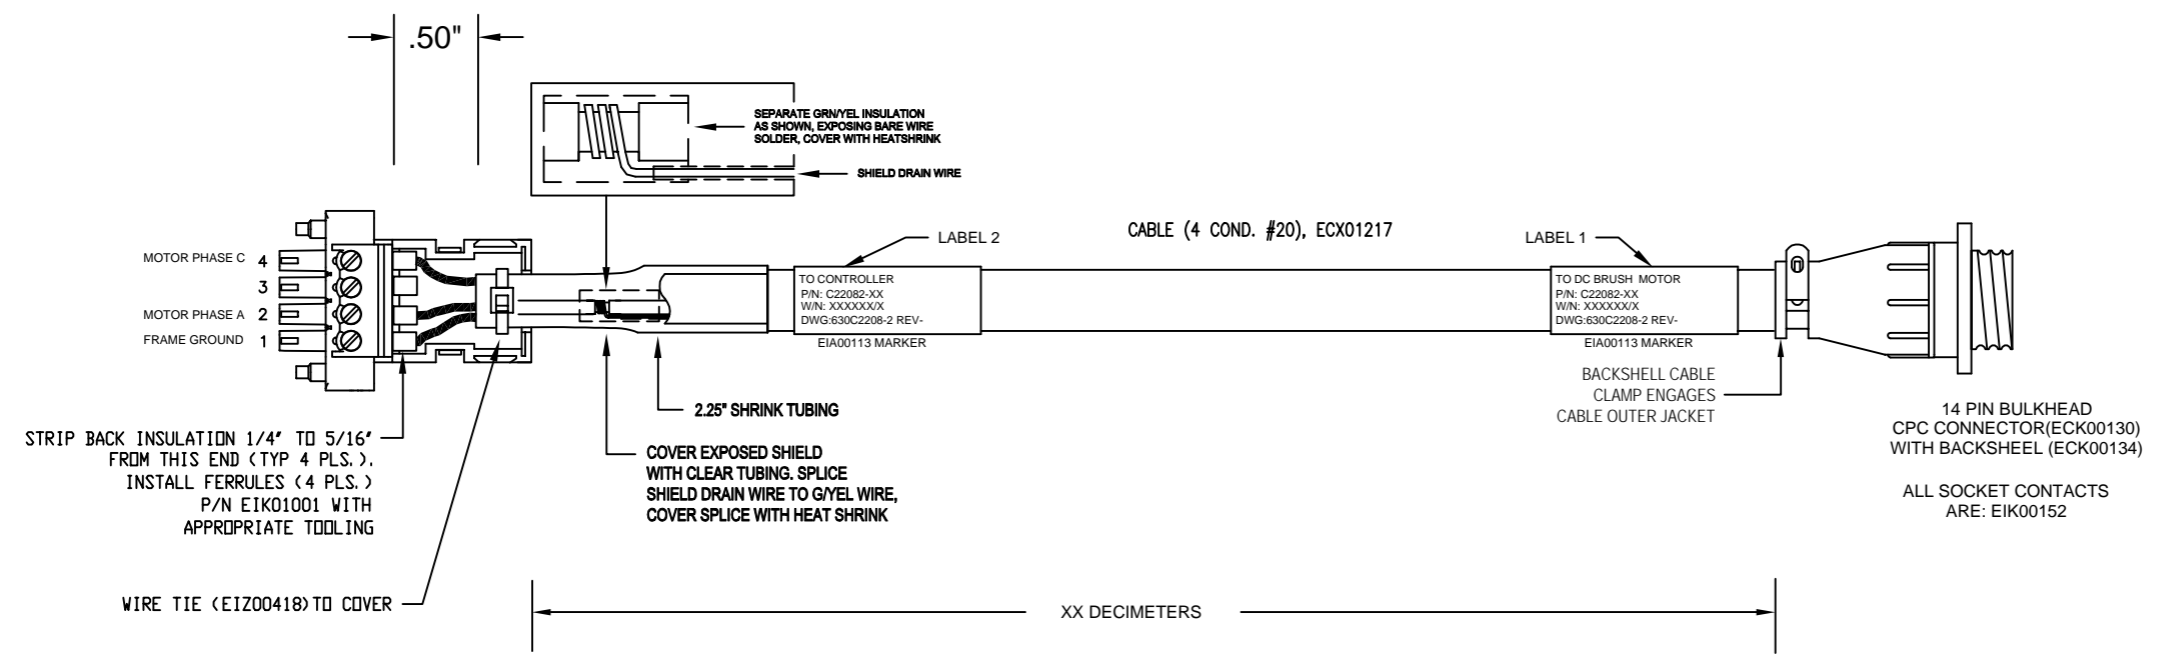 .50"
SEPARATE GRN/YEL INSULATION
AS SHOWN, EXPOSING BARE WIRE
SOLDER, COVER WITH HEATSHRINK
SHIELD DRAIN WIRE
CABLE (4 COND. #20), ECX01217
LABEL 2
LABEL 1
MOTOR PHASE C 4
3
MOTOR PHASE A 2
FRAME GROUND 1
TO CONTROLLER
P/N: C22082-XX
W/N: XXXXXX/X
DWG:630C2208-2 REV-
EIA00113 MARKER
TO DC BRUSH MOTOR
P/N: C22082-XX
W/N: XXXXXX/X
DWG:630C2208-2 REV-
EIA00113 MARKER
BACKSHELL CABLE
CLAMP ENGAGES
CABLE OUTER JACKET
14 PIN BULKHEAD
CPC CONNECTOR(ECK00130)
WITH BACKSHEEL (ECK00134)
ALL SOCKET CONTACTS
ARE: EIK00152
2.25" SHRINK TUBING
COVER EXPOSED SHIELD
WITH CLEAR TUBING. SPLICE
SHIELD DRAIN WIRE TO G/YEL WIRE,
COVER SPLICE WITH HEAT SHRINK
STRIP BACK INSULATION 1/4" TO 5/16"
FROM THIS END (TYP 4 PLS.).
INSTALL FERRULES (4 PLS.)
P/N EIK01001 WITH
APPROPRIATE TOOLING
WIRE TIE (EIZ00418) TO COVER
XX DECIMETERS